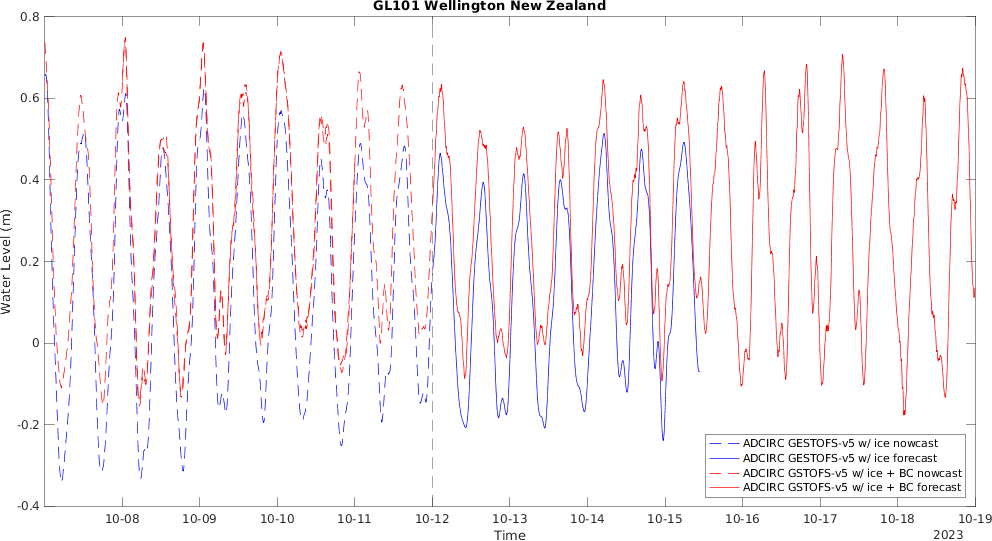 GL101 Wellington New Zealand
0.8
0.6
0.4
0.2
0
-0.2
-0.4
Water Level (m)
10-08 10-09 10-10 10-11 10-12 10-13 10-14 10-15 10-16 10-17 10-18 10-19
Time
2023
ADCIRC GESTOFS-v5 w/ ice nowcast
ADCIRC GESTOFS-v5 w/ ice forecast
ADCIRC GSTOFS-v5 w/ ice + BC nowcast
ADCIRC GSTOFS-v5 w/ ice + BC forecast